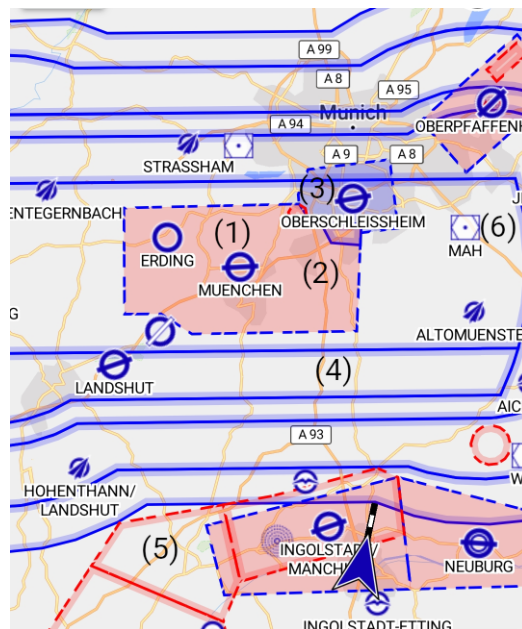 A 99
A 8
A 95
Munich
A 94
OBERPFAFFENH
A 9
A 8
STRASSHAM
(3)
ENTEGERNBACH
OBERSCHLEISSHEIM
(1)
(6)
ERDING
MAH
(2)
MUENCHEN
ALTOMUENSTE
G
(4)
LANDSHUT
AIC
A 93
W
HOHENTHANN/
LANDSHUT
(5)
INGOLSTADT/
MANCHI
NEUBURG
INGOLSTADT-ETTING